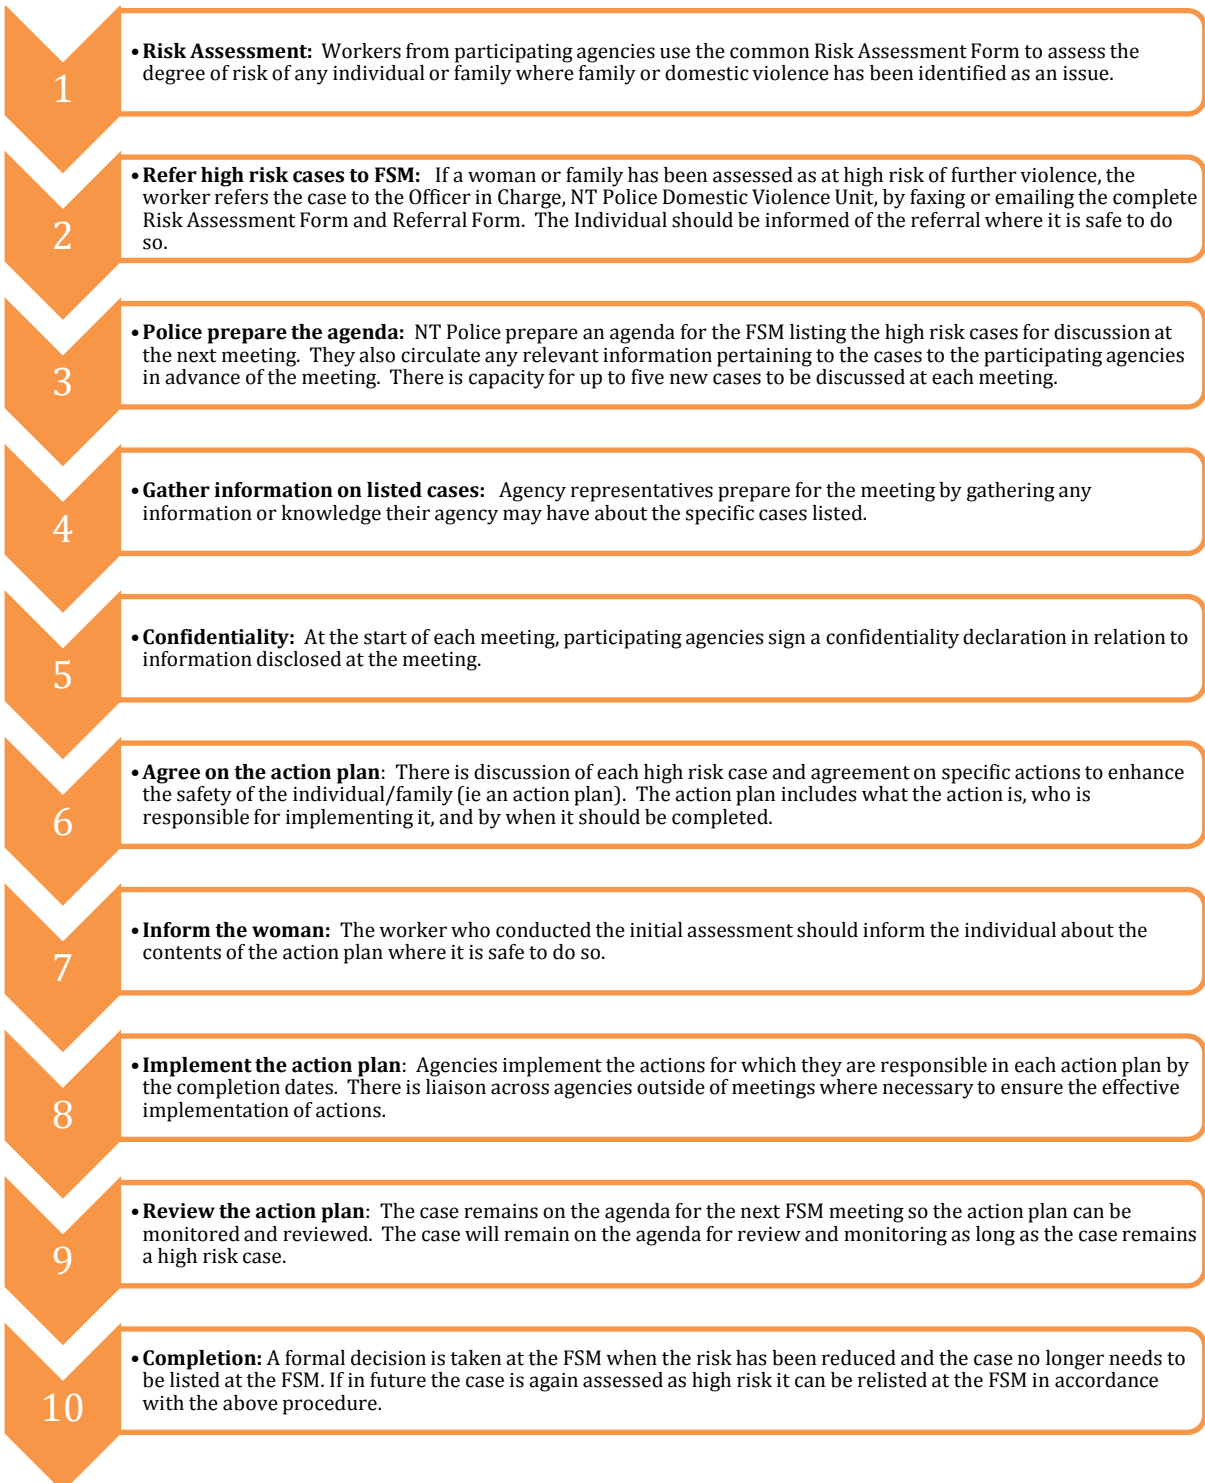 1
• Risk Assessment: Workers from participating agencies use the common Risk Assessment Form to assess the
degree of risk of any individual or family where family or domestic violence has been identified as an issue.
2
• Refer high risk cases to FSM: If a woman or family has been assessed as at high risk of further violence, the
worker refers the case to the Officer in Charge, NT Police Domestic Violence Unit, by faxing or emailing the complete
Risk Assessment Form and Referral Form. The Individual should be informed of the referral where it is safe to do
so.
3
• Police prepare the agenda: NT Police prepare an agenda for the FSM listing the high risk cases for discussion at
the next meeting. They also circulate any relevant information pertaining to the cases to the participating agencies
in advance of the meeting. There is capacity for up to five new cases to be discussed at each meeting.
4
• Gather information on listed cases: Agency representatives prepare for the meeting by gathering any
information or knowledge their agency may have about the specific cases listed.
5
• Confidentiality: At the start of each meeting, participating agencies sign a confidentiality declaration in relation to
information disclosed at the meeting.
6
• Agree on the action plan: There is discussion of each high risk case and agreement on specific actions to enhance
the safety of the individual/family (ie an action plan). The action plan includes what the action is, who is
responsible for implementing it, and by when it should be completed.
7
• Inform the woman: The worker who conducted the initial assessment should inform the individual about the
contents of the action plan where it is safe to do so.
8
• Implement the action plan: Agencies implement the actions for which they are responsible in each action plan by
the completion dates. There is liaison across agencies outside of meetings where necessary to ensure the effective
implementation of actions.
9
• Review the action plan: The case remains on the agenda for the next FSM meeting so the action plan can be
monitored and reviewed. The case will remain on the agenda for review and monitoring as long as the case remains
a high risk case.
10
• Completion: A formal decision is taken at the FSM when the risk has been reduced and the case no longer needs to
be listed at the FSM. If in future the case is again assessed as high risk it can be relisted at the FSM in accordance
with the above procedure.